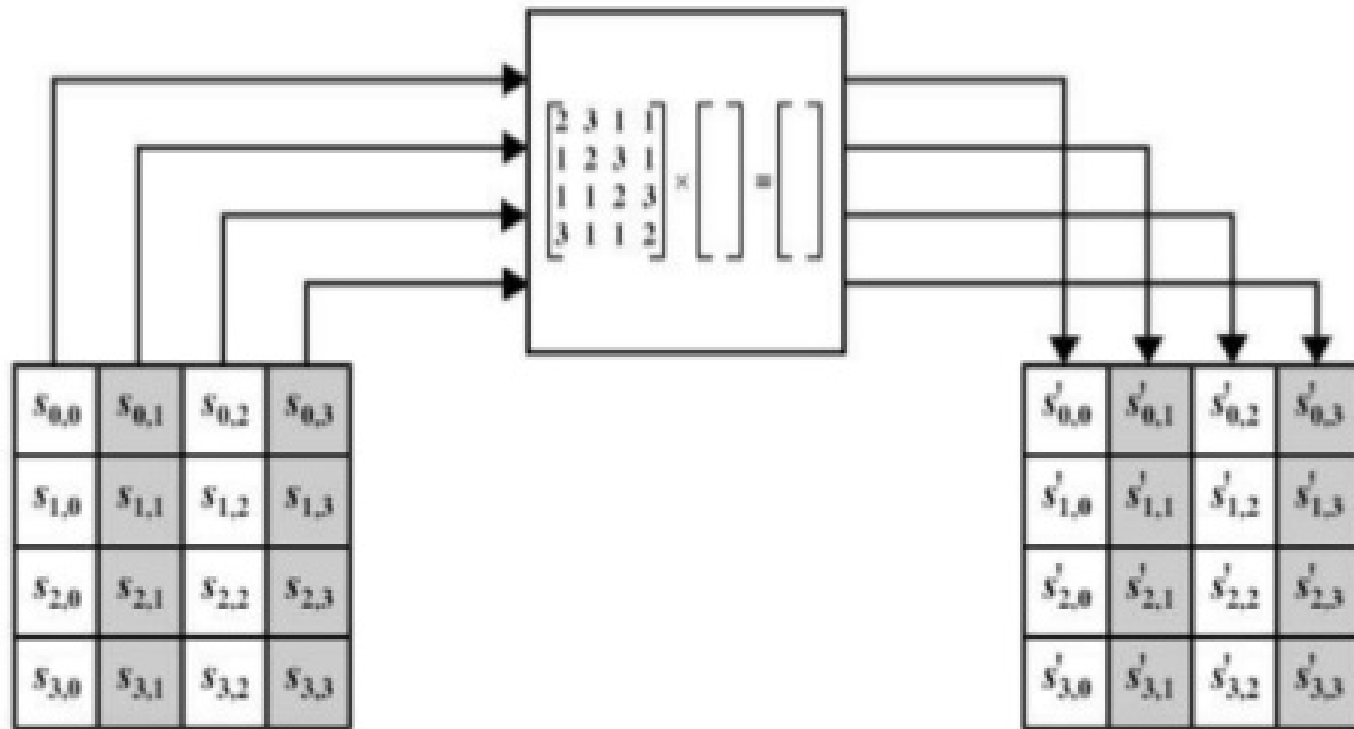 2 3 1 1
1 2 3 1
× =
1 1 2 3
3 1 1 2
s0,0 s0,1 s0,2 s0,3
s1,0 s1,1 s1,2 s1,3
s2,0 s2,1 s2,2 s2,3
s3,0 s3,1 s3,2 s3,3
s'0,0 s'0,1 s'0,2 s'0,3
s'1,0 s'1,1 s'1,2 s'1,3
s'2,0 s'2,1 s'2,2 s'2,3
s'3,0 s'3,1 s'3,2 s'3,3